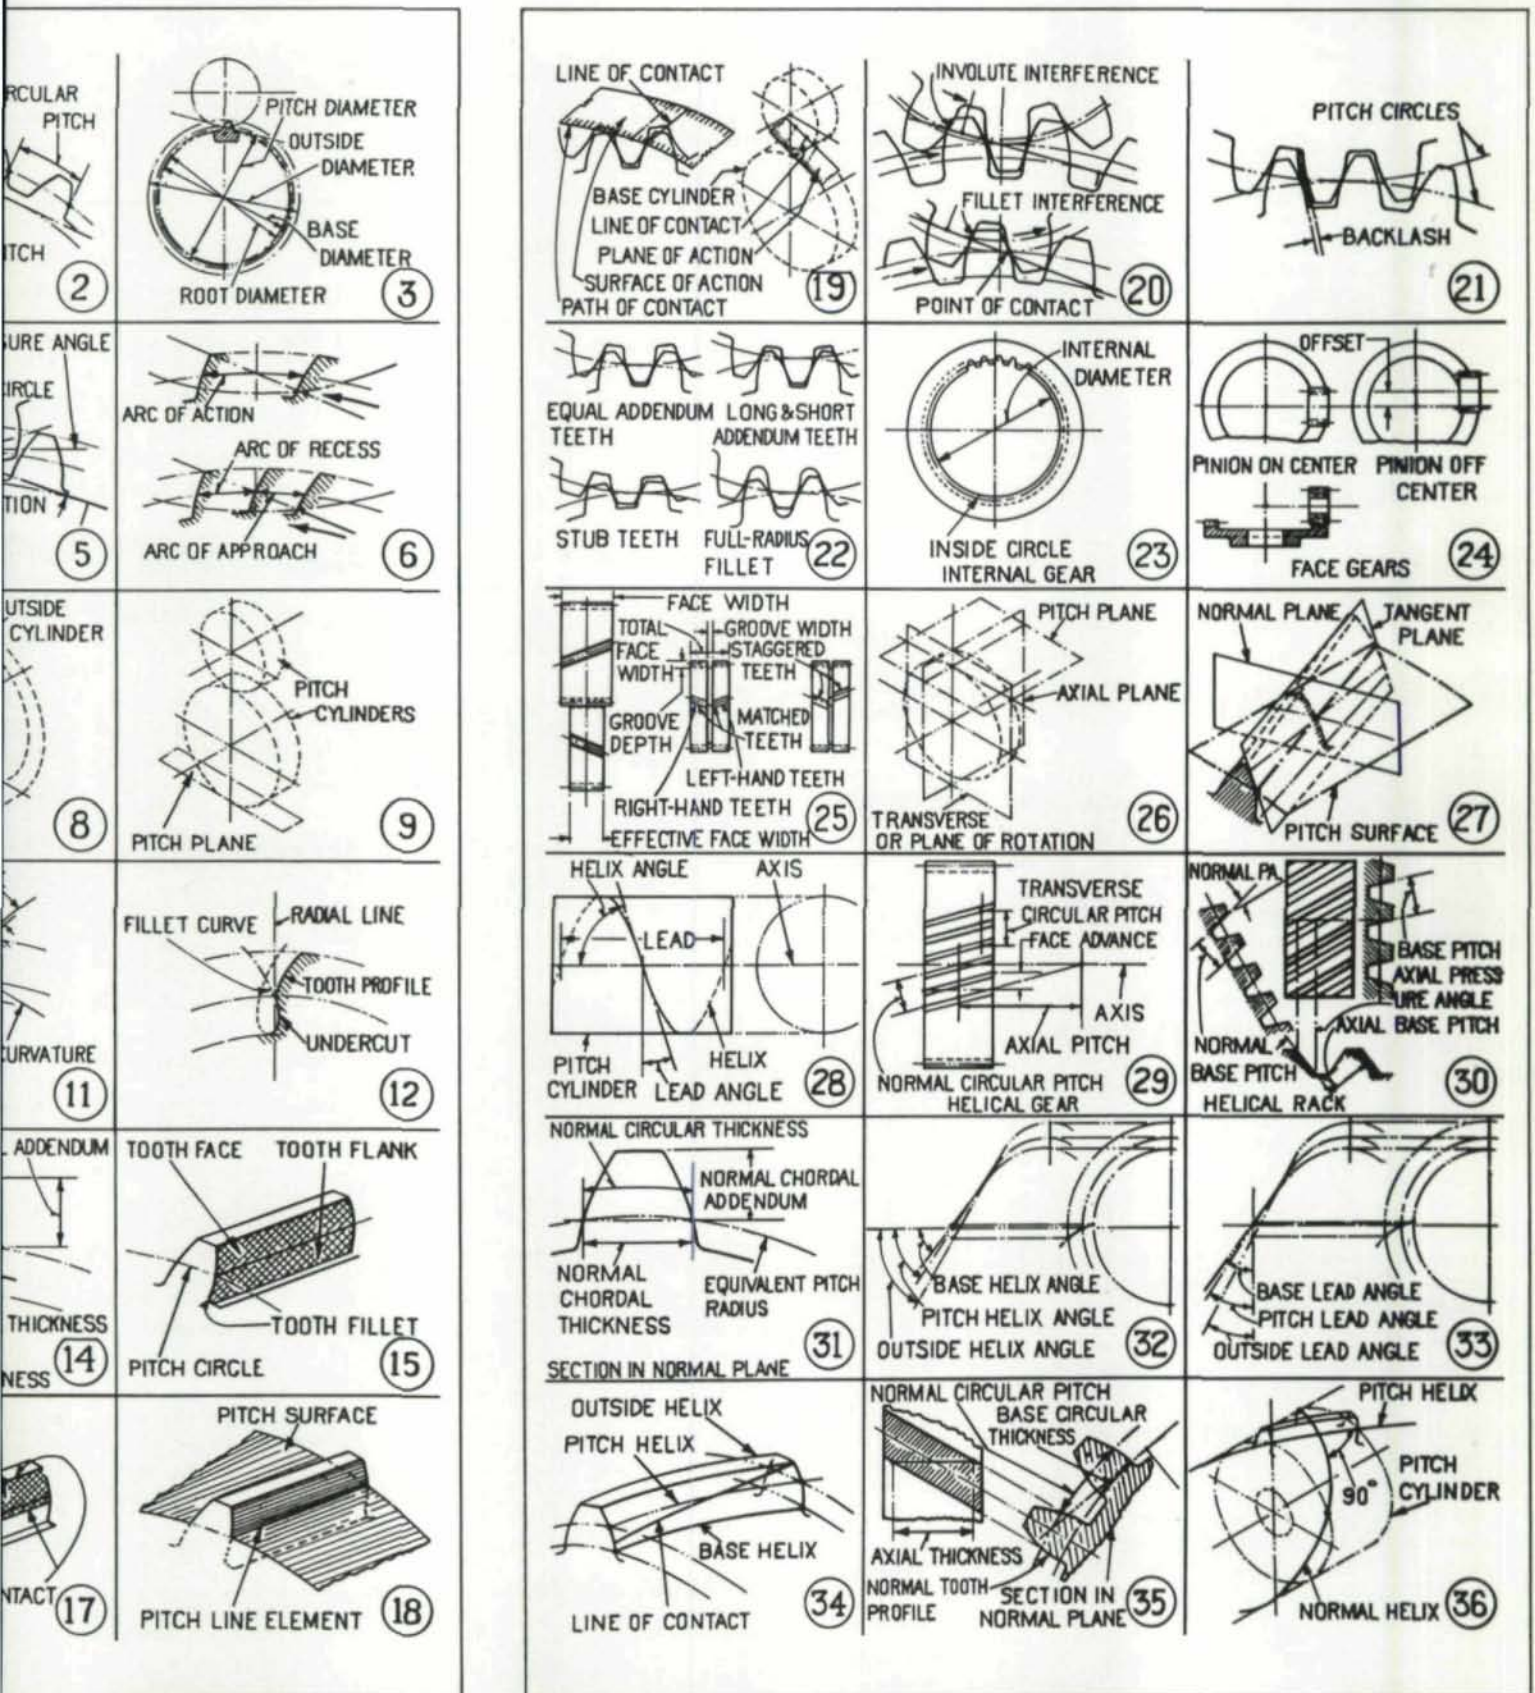 RCULAR
PITCH
ITCH
2
PITCH DIAMETER
OUTSIDE
DIAMETER
BASE
DIAMETER
ROOT DIAMETER
3
SURE ANGLE
CIRCLE
TION
5
ARC OF ACTION
ARC OF RECESS
ARC OF APPROACH
6
UTSIDE
CYLINDER
8
PITCH
CYLINDERS
PITCH PLANE
9
CURVATURE
11
FILLET CURVE
RADIAL LINE
TOOTH PROFILE
UNDERCUT
12
ADDENDUM
THICKNESS
NESS
14
TOOTH FACE
TOOTH FLANK
TOOTH FILLET
PITCH CIRCLE
15
NTACT
17
PITCH SURFACE
PITCH LINE ELEMENT
18
LINE OF CONTACT
BASE CYLINDER
LINE OF CONTACT
PLANE OF ACTION
SURFACE OF ACTION
PATH OF CONTACT
19
INVOLUTE INTERFERENCE
FILLET INTERFERENCE
POINT OF CONTACT
20
PITCH CIRCLES
BACKLASH
21
EQUAL ADDENDUM
TEETH
LONG & SHORT
ADDENDUM TEETH
STUB TEETH
FULL-RADIUS
FILLET
22
INTERNAL
DIAMETER
INSIDE CIRCLE
INTERNAL GEAR
23
OFFSET
PINION ON CENTER
PINION OFF
CENTER
FACE GEARS
24
FACE WIDTH
TOTAL
FACE
WIDTH
GROOVE WIDTH
STAGGERED
TEETH
GROOVE
DEPTH
MATCHED
TEETH
LEFT-HAND TEETH
RIGHT-HAND TEETH
EFFECTIVE FACE WIDTH
25
PITCH PLANE
AXIAL PLANE
TRANSVERSE
OR PLANE OF ROTATION
26
NORMAL PLANE
TANGENT
PLANE
PITCH SURFACE
27
HELIX ANGLE
AXIS
LEAD
PITCH
CYLINDER
HELIX
LEAD ANGLE
28
TRANSVERSE
CIRCULAR PITCH
FACE ADVANCE
AXIS
AXIAL PITCH
NORMAL CIRCULAR PITCH
HELICAL GEAR
29
NORMAL PA.
BASE PITCH
AXIAL PRESS
URE ANGLE
AXIAL BASE PITCH
NORMAL
BASE PITCH
HELICAL RACK
30
NORMAL CIRCULAR THICKNESS
NORMAL CHORDAL
ADDENDUM
NORMAL
CHORDAL
THICKNESS
EQUIVALENT PITCH
RADIUS
SECTION IN NORMAL PLANE
31
BASE HELIX ANGLE
PITCH HELIX ANGLE
OUTSIDE HELIX ANGLE
32
BASE LEAD ANGLE
PITCH LEAD ANGLE
OUTSIDE LEAD ANGLE
33
OUTSIDE HELIX
PITCH HELIX
BASE HELIX
LINE OF CONTACT
34
NORMAL CIRCULAR PITCH
BASE CIRCULAR
THICKNESS
AXIAL THICKNESS
NORMAL TOOTH
PROFILE
SECTION IN
NORMAL PLANE
35
PITCH HELIX
PITCH
CYLINDER
90°
NORMAL HELIX
36